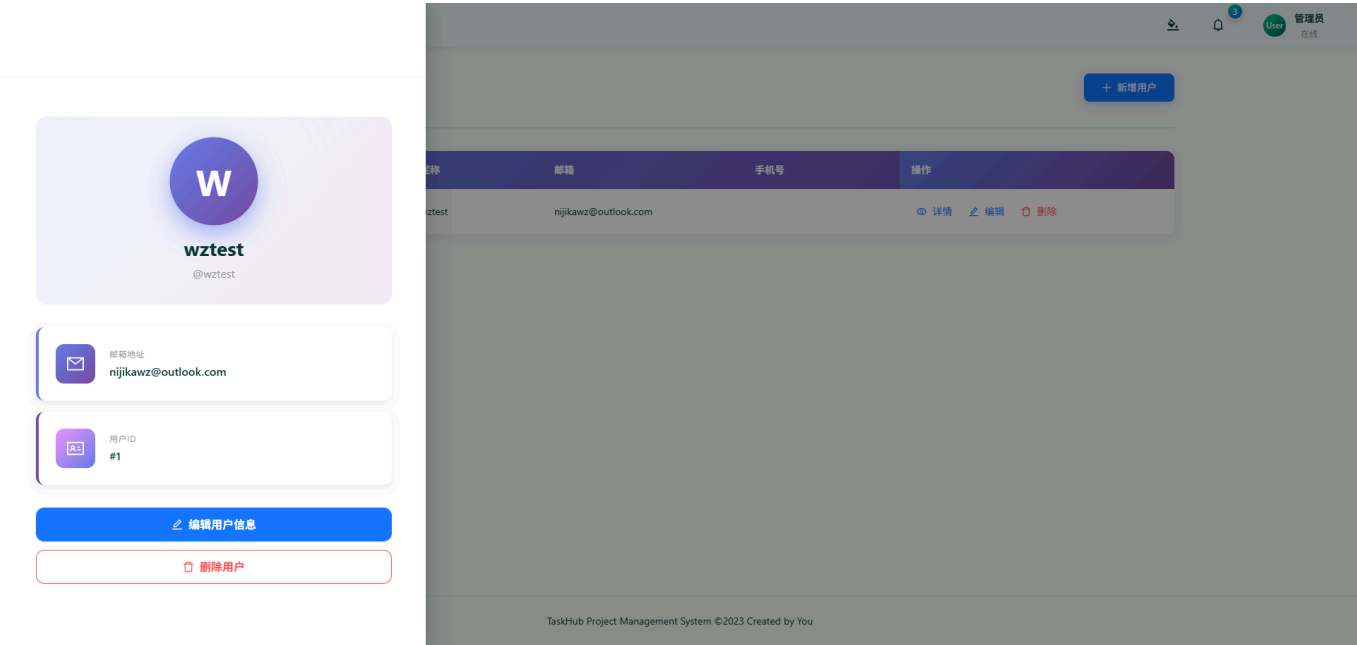 W
wztest
@wztest
邮箱地址
nijikawz@outlook.com
用户ID
#1
编辑用户信息
删除用户
3
User
管理员
在线
新增用户
称 邮箱 手机号 操作
ztest nijikawz@outlook.com 详情 编辑 删除
TaskHub Project Management System ©2023 Created by You